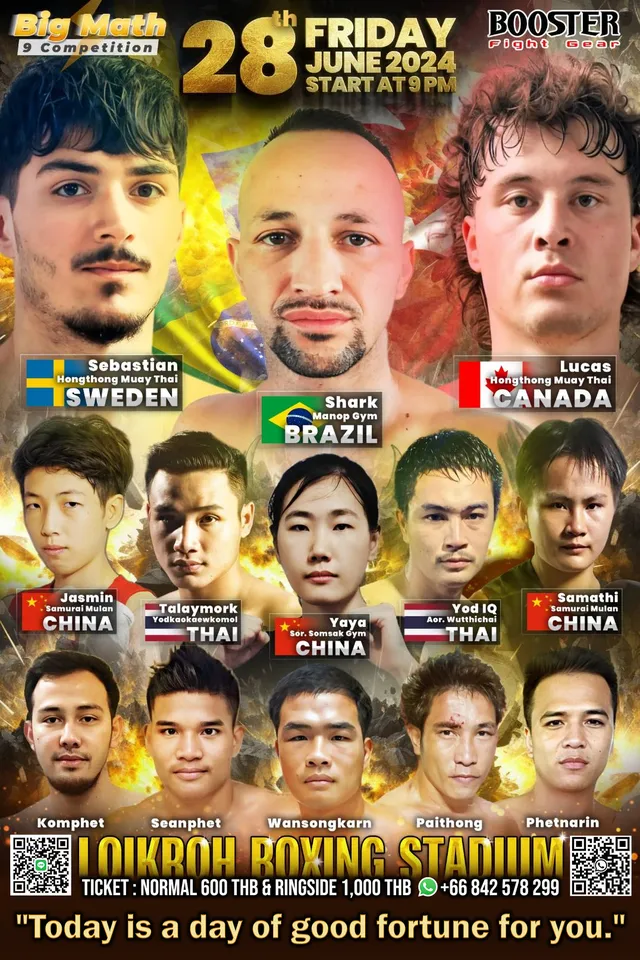 Big Math
9 Competition
28th
FRIDAY
JUNE 2024
START AT 9 PM
BOOSTER
Fight Gear
Sebastian
Hongthong Muay Thai
SWEDEN
Shark
Manop Gym
BRAZIL
Lucas
Hongthong Muay Thai
CANADA
Jasmin
Samurai Mulan
CHINA
Talaymork
Yodkaokaewkomol
THAI
Yaya
Sor. Somsak Gym
CHINA
Yod IQ
Aor. Wutthichai
THAI
Samathi
Samurai Mulan
CHINA
Komphet
Seanphet
Wansongkarn
Paithong
Phetnarin
LOIKROH BOXING STADIUM
TICKET : NORMAL 600 THB & RINGSIDE 1,000 THB +66 842 578 299
"Today is a day of good fortune for you."